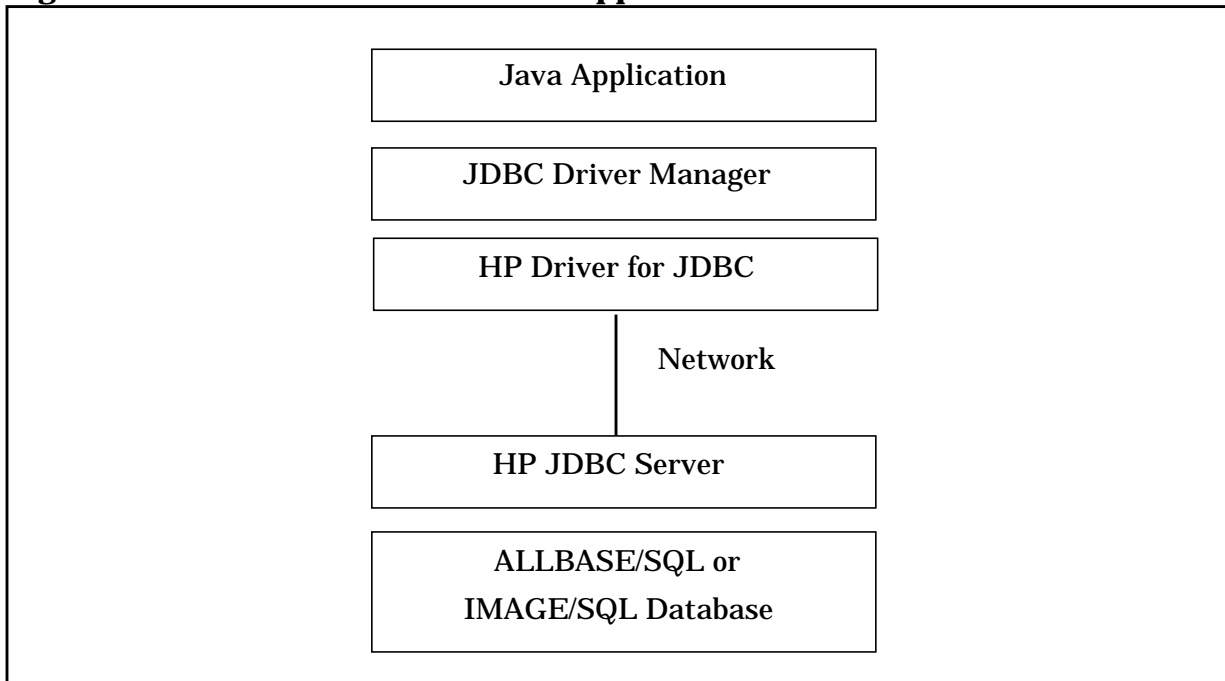 Java Application
JDBC Driver Manager
HP Driver for JDBC
Network
HP JDBC Server
ALLBASE/SQL or
IMAGE/SQL Database